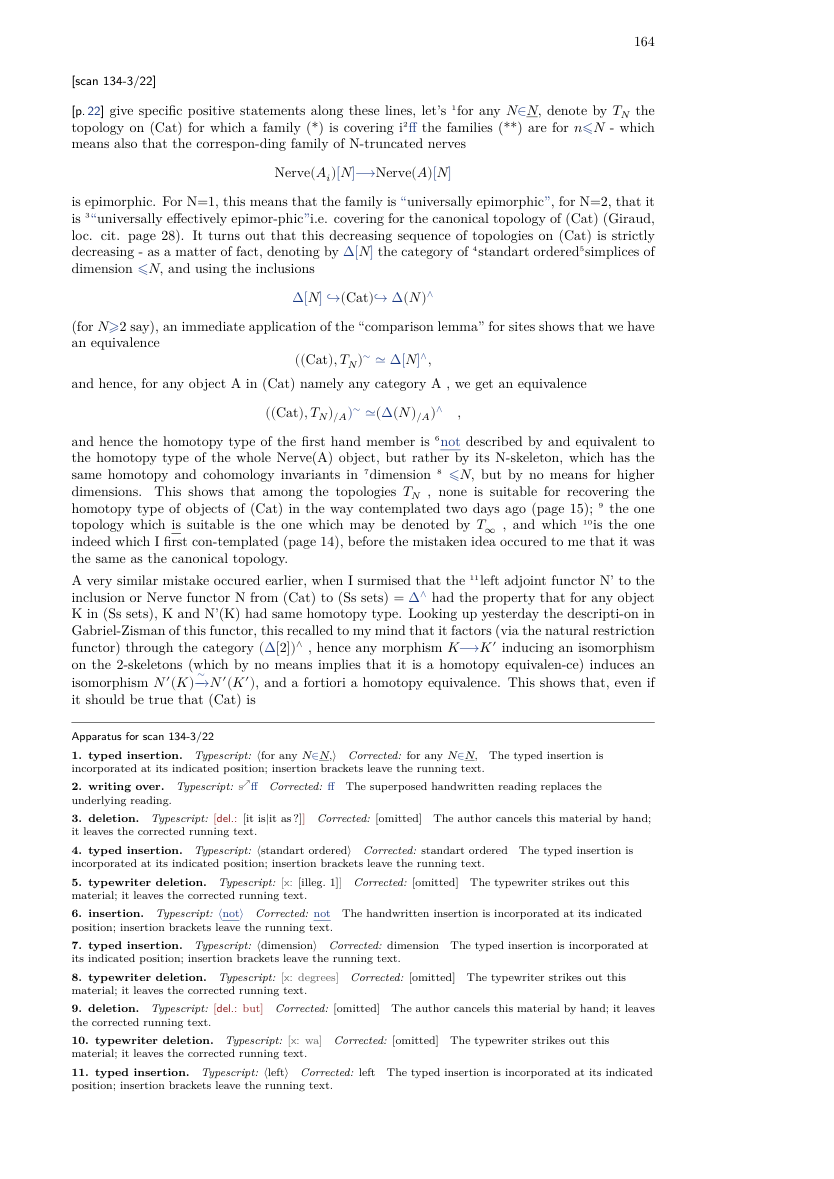 164
[scan 134-3/22]
[p. 22] give specific positive statements along these lines, let's ¹for any N∈N, denote by T_N the
topology on (Cat) for which a family (*) is covering i²ff the families (**) are for n⩽N - which
means also that the correspon-ding family of N-truncated nerves
Nerve(A_i)[N]⟶Nerve(A)[N]
is epimorphic. For N=1, this means that the family is “universally epimorphic”, for N=2, that it
is ³“universally effectively epimor-phic”i.e. covering for the canonical topology of (Cat) (Giraud,
loc. cit. page 28). It turns out that this decreasing sequence of topologies on (Cat) is strictly
decreasing - as a matter of fact, denoting by Δ[N] the category of ⁴standart ordered⁵simplices of
dimension ⩽N, and using the inclusions
Δ[N] ↪(Cat)↪ Δ(N)^
(for N⩾2 say), an immediate application of the “comparison lemma” for sites shows that we have
an equivalence
((Cat), T_N)~ ≃ Δ[N]^,
and hence, for any object A in (Cat) namely any category A , we get an equivalence
((Cat), T_N)/A)~ ≃(Δ(N)/A)^ ,
and hence the homotopy type of the first hand member is ⁶not described by and equivalent to
the homotopy type of the whole Nerve(A) object, but rather by its N-skeleton, which has the
same homotopy and cohomology invariants in ⁷dimension ⁸ ⩽N, but by no means for higher
dimensions. This shows that among the topologies T_N , none is suitable for recovering the
homotopy type of objects of (Cat) in the way contemplated two days ago (page 15); ⁹ the one
topology which is suitable is the one which may be denoted by T_∞ , and which ¹⁰is the one
indeed which I first con-templated (page 14), before the mistaken idea occured to me that it was
the same as the canonical topology.
A very similar mistake occured earlier, when I surmised that the ¹¹left adjoint functor N' to the
inclusion or Nerve functor N from (Cat) to (Ss sets) = Δ^ had the property that for any object
K in (Ss sets), K and N'(K) had same homotopy type. Looking up yesterday the descripti-on in
Gabriel-Zisman of this functor, this recalled to my mind that it factors (via the natural restriction
functor) through the category (Δ[2])^ , hence any morphism K⟶K′ inducing an isomorphism
on the 2-skeletons (which by no means implies that it is a homotopy equivalen-ce) induces an
isomorphism N′(K)→~N′(K′), and a fortiori a homotopy equivalence. This shows that, even if
it should be true that (Cat) is
Apparatus for scan 134-3/22
1. typed insertion. Typescript: ⟨for any N∈N,⟩ Corrected: for any N∈N, The typed insertion is
incorporated at its indicated position; insertion brackets leave the running text.
2. writing over. Typescript: s↗ff Corrected: ff The superposed handwritten reading replaces the
underlying reading.
3. deletion. Typescript: [del.: [it is|it as?]] Corrected: [omitted] The author cancels this material by hand;
it leaves the corrected running text.
4. typed insertion. Typescript: ⟨standart ordered⟩ Corrected: standart ordered The typed insertion is
incorporated at its indicated position; insertion brackets leave the running text.
5. typewriter deletion. Typescript: [x: [illeg. 1]] Corrected: [omitted] The typewriter strikes out this
material; it leaves the corrected running text.
6. insertion. Typescript: ⟨not⟩ Corrected: not The handwritten insertion is incorporated at its indicated
position; insertion brackets leave the running text.
7. typed insertion. Typescript: ⟨dimension⟩ Corrected: dimension The typed insertion is incorporated at
its indicated position; insertion brackets leave the running text.
8. typewriter deletion. Typescript: [x: degrees] Corrected: [omitted] The typewriter strikes out this
material; it leaves the corrected running text.
9. deletion. Typescript: [del.: but] Corrected: [omitted] The author cancels this material by hand; it leaves
the corrected running text.
10. typewriter deletion. Typescript: [x: wa] Corrected: [omitted] The typewriter strikes out this
material; it leaves the corrected running text.
11. typed insertion. Typescript: ⟨left⟩ Corrected: left The typed insertion is incorporated at its indicated
position; insertion brackets leave the running text.